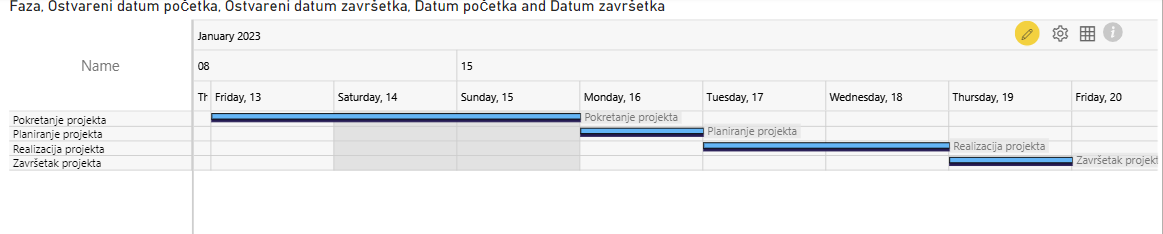 Faza, Ostvareni datum početka, Ostvareni datum završetka, Datum početka and Datum završetka
January 2023
Name
08 15
Th Friday, 13 Saturday, 14 Sunday, 15 Monday, 16 Tuesday, 17 Wednesday, 18 Thursday, 19 Friday, 20
Pokretanje projekta Pokretanje projekta
Planiranje projekta Planiranje projekta
Realizacija projekta Realizacija projekta
Završetak projekta Završetak projekt